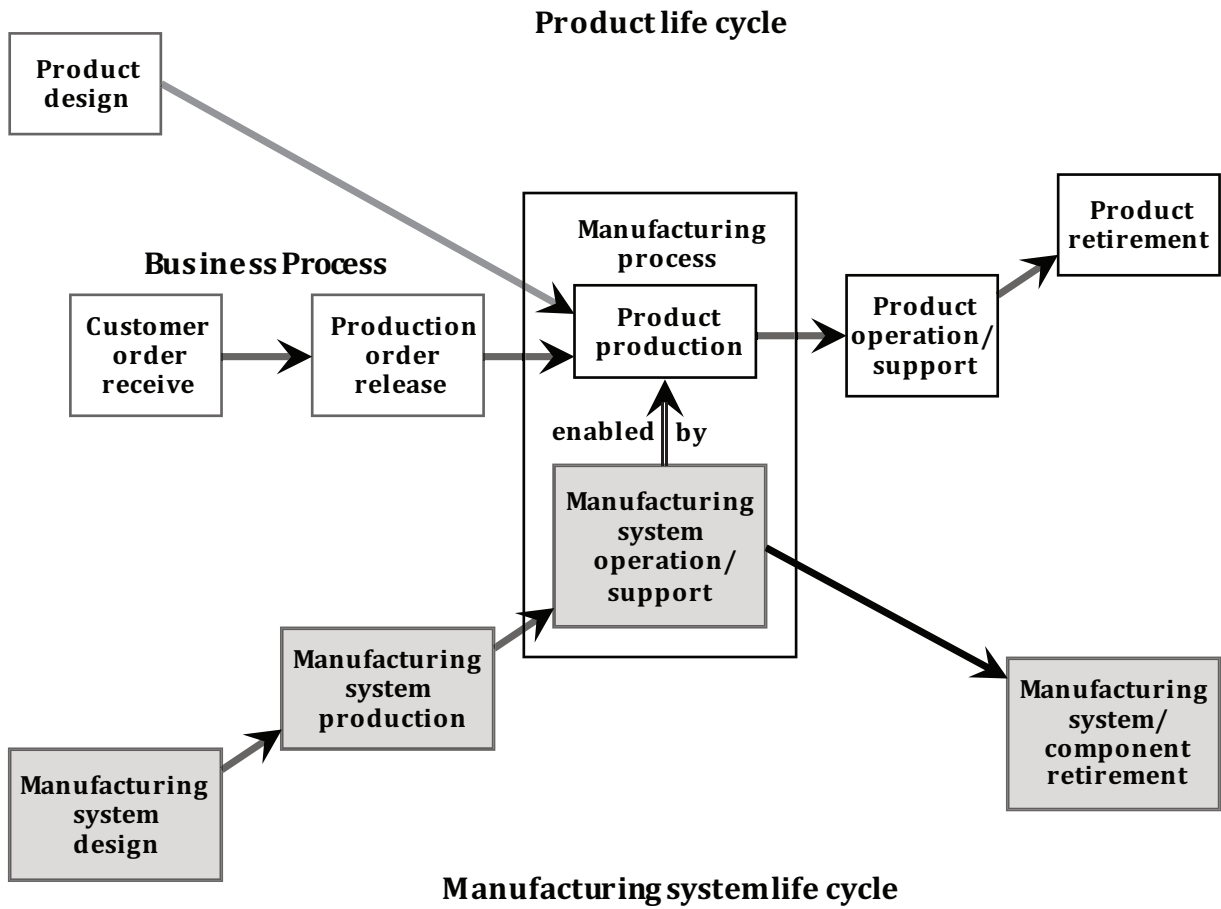 Product life cycle
Product
design
Business Process
Customer
order
receive
Production
order
release
Manufacturing
process
Product
production
enabled by
Manufacturing
system
operation/
support
Product
operation/
support
Product
retirement
Manufacturing
system
production
Manufacturing
system
design
Manufacturing
system/
component
retirement
Manufacturing system life cycle